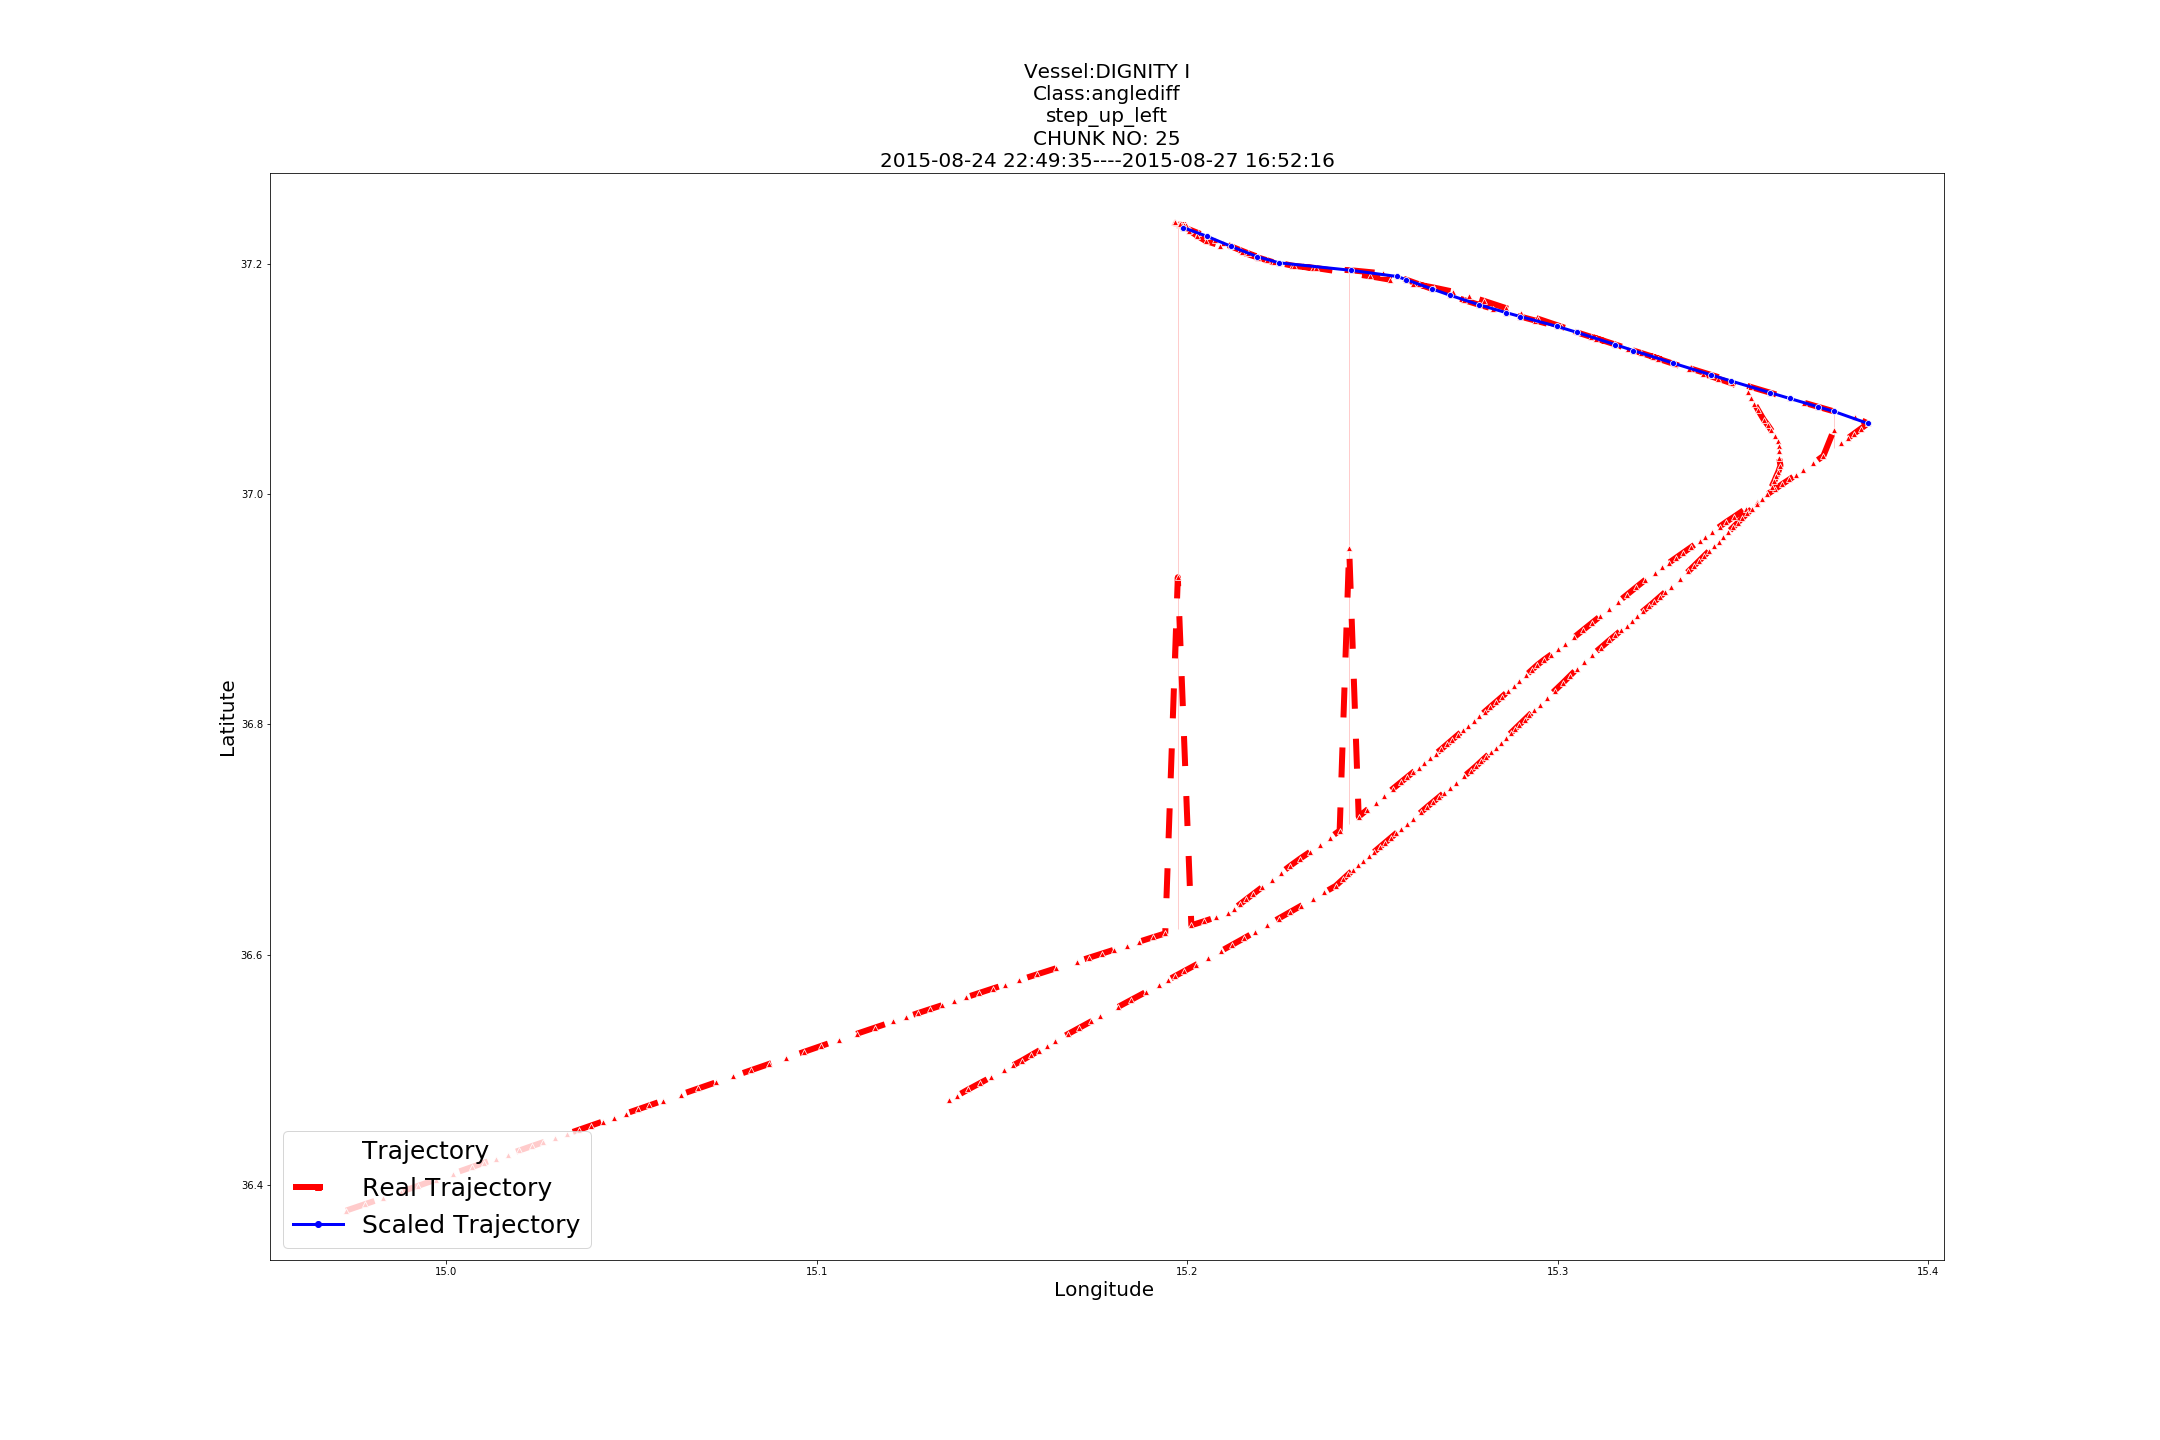 Vessel:DIGNITY I
Class:anglediff
step_up_left
CHUNK NO: 25
2015-08-24 22:49:35----2015-08-27 16:52:16
37.2
37.0
36.8
36.6
36.4
Latitute
Trajectory
Real Trajectory
Scaled Trajectory
15.0
15.1
15.2
15.3
15.4
Longitude